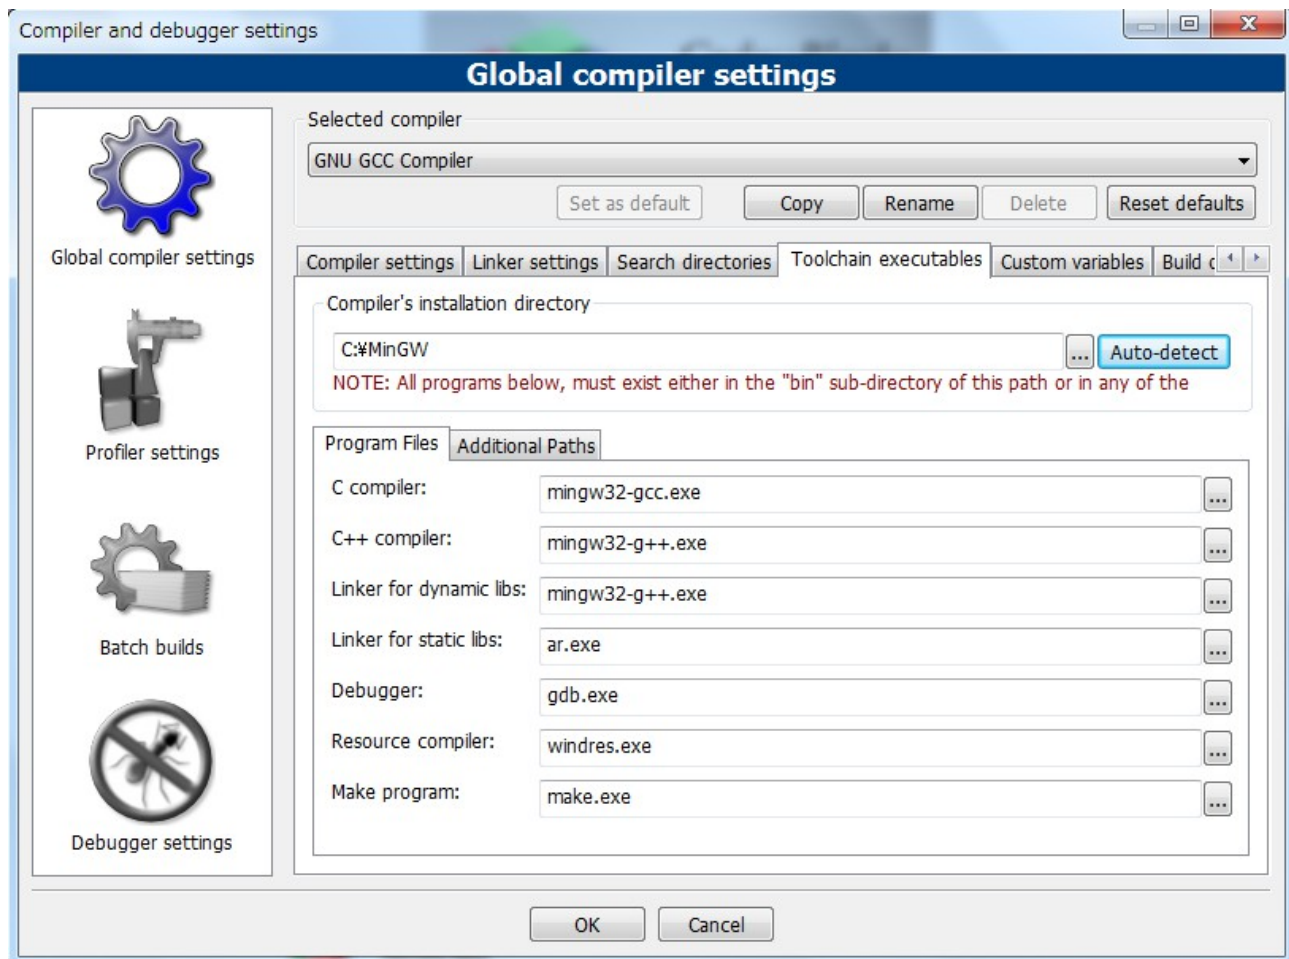 Compiler and debugger settings
Global compiler settings
Selected compiler
GNU GCC Compiler
Set as default
Copy
Rename
Delete
Reset defaults
Global compiler settings
Profiler settings
Batch builds
Debugger settings
Compiler settings
Linker settings
Search directories
Toolchain executables
Custom variables
Build
Compiler's installation directory
C:¥MinGW
...
Auto-detect
NOTE: All programs below, must exist either in the "bin" sub-directory of this path or in any of the
Program Files
Additional Paths
C compiler:
mingw32-gcc.exe
...
C++ compiler:
mingw32-g++.exe
...
Linker for dynamic libs:
mingw32-g++.exe
...
Linker for static libs:
ar.exe
...
Debugger:
gdb.exe
...
Resource compiler:
windres.exe
...
Make program:
make.exe
...
OK
Cancel